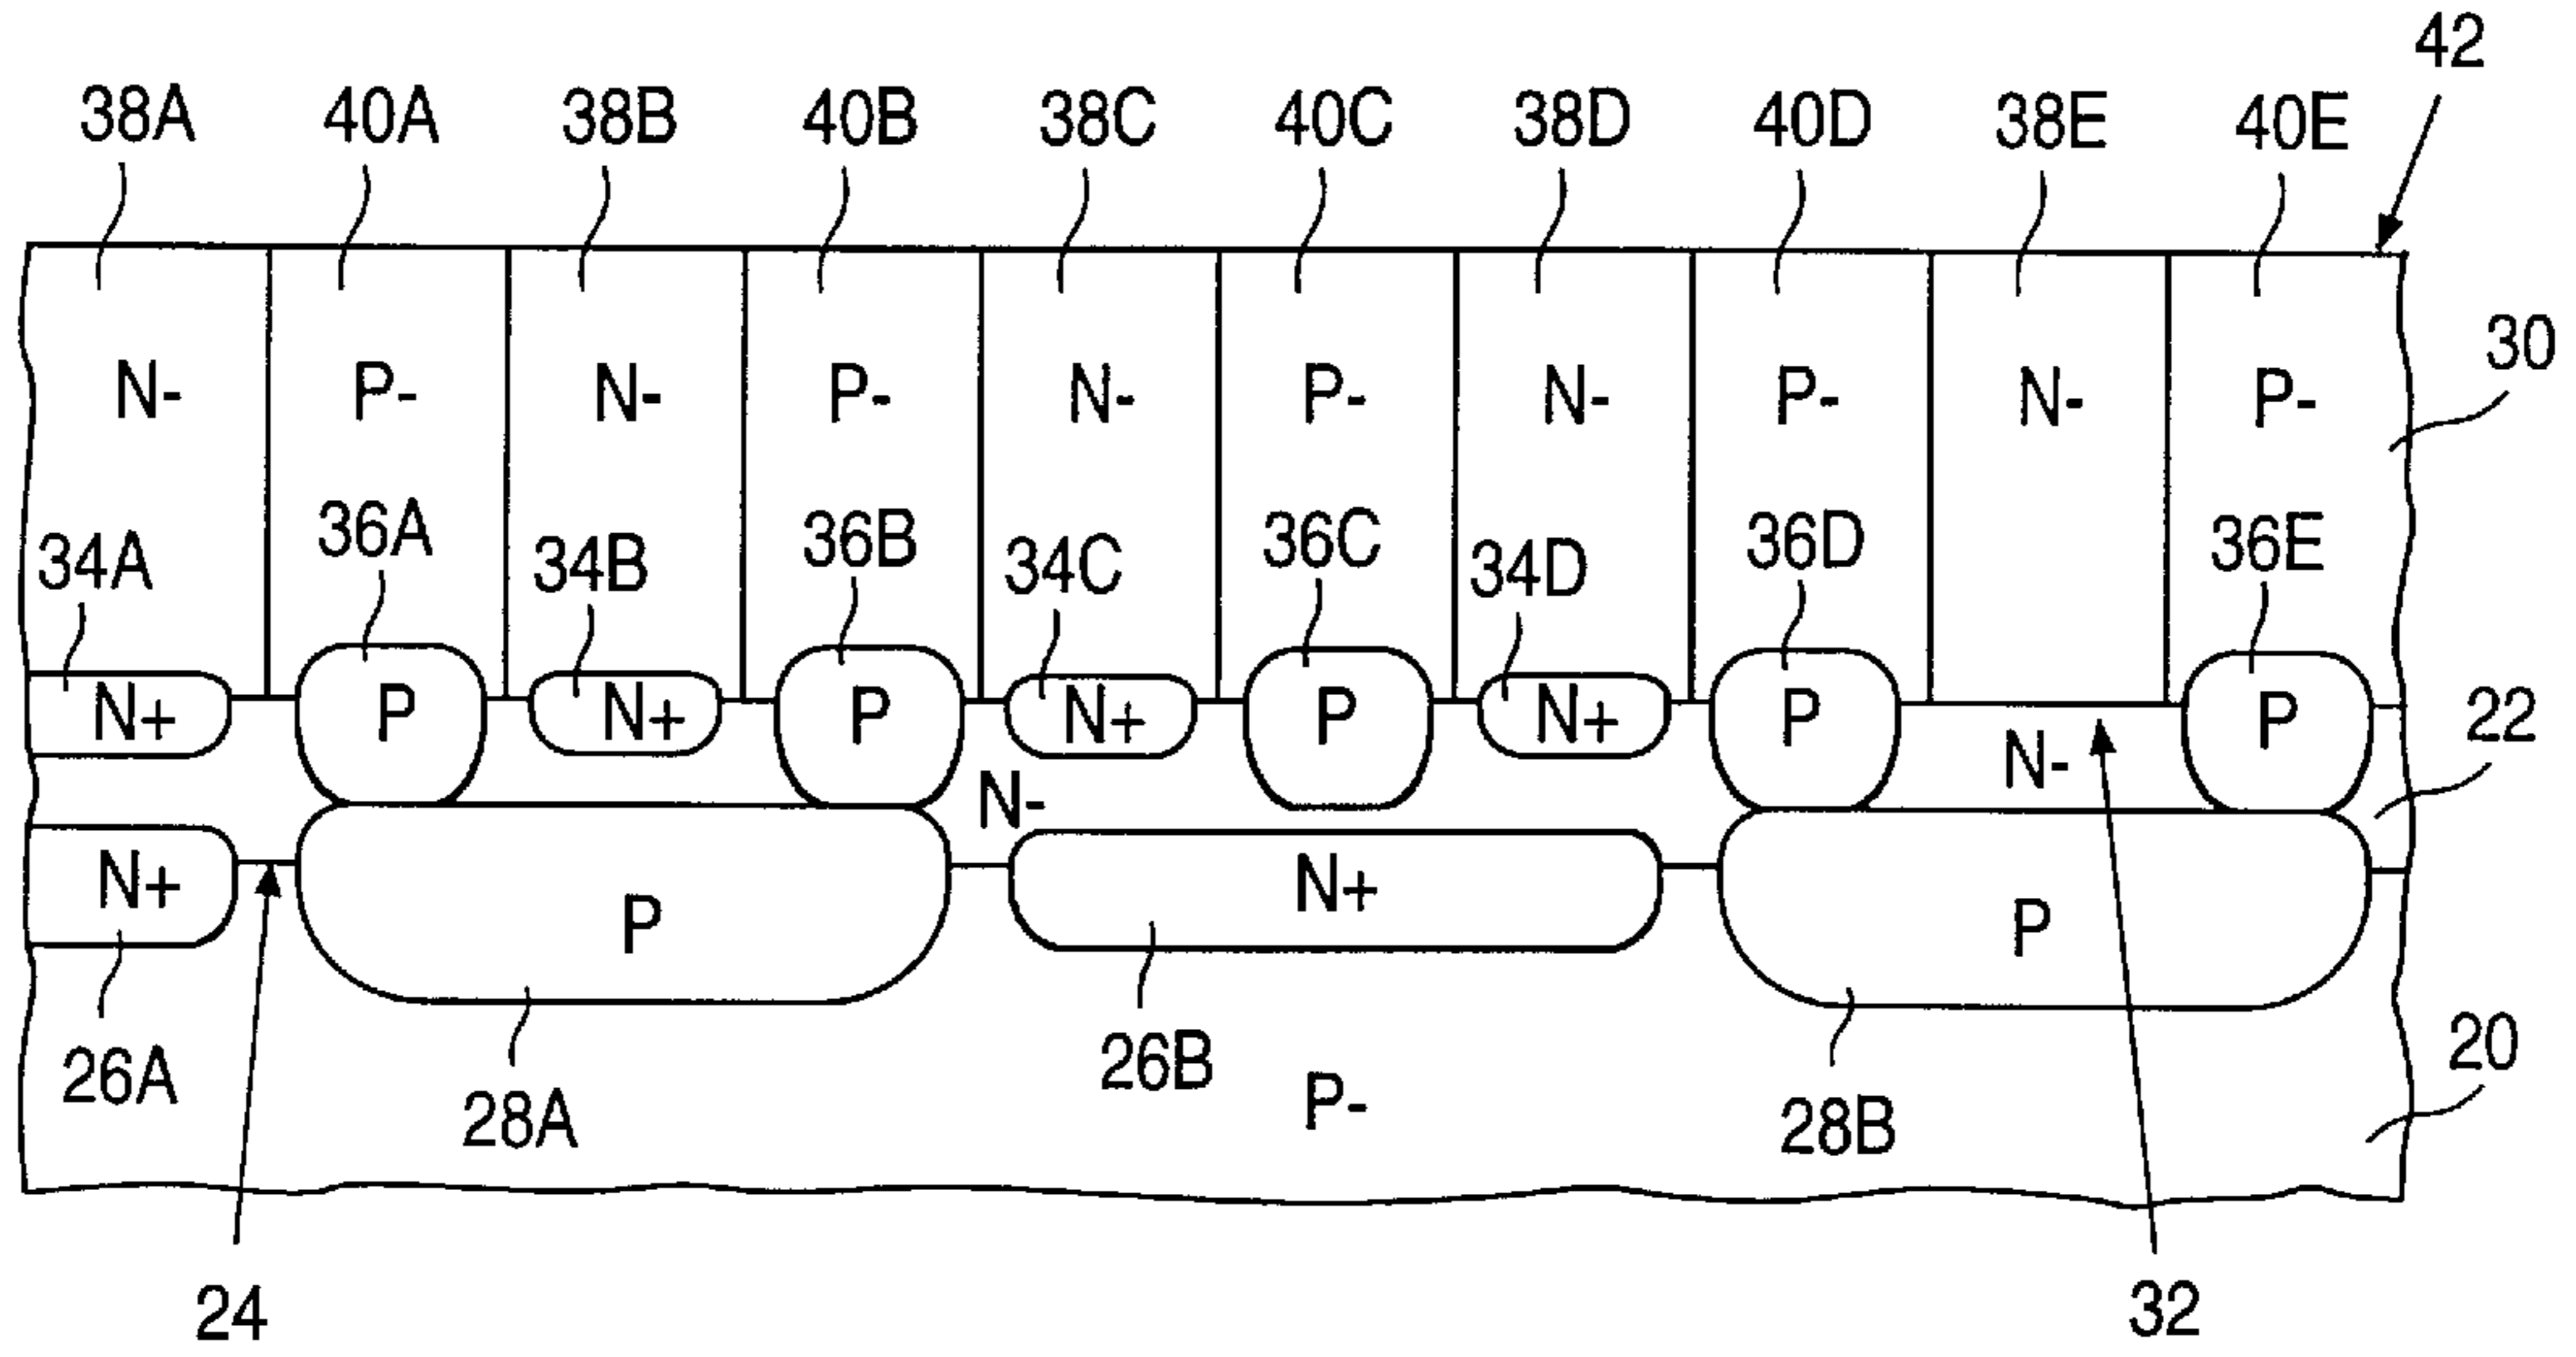 42
38A 40A 38B 40B 38C 40C 38D 40D 38E 40E
30
N- P- N- P- N- P- N- P- N- P-
34A 36A 34B 36B 34C 36C 34D 36D 36E
N+ P N+ P N+ P N+ P P
22
N- N-
N+ P N+ P
26A 28A 26B P- 28B 20
24 32